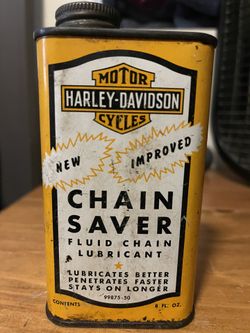 MOTOR
HARLEY-DAVIDSON
CYCLES
NEW
IMPROVED
CHAIN
SAVER
FLUID CHAIN
LUBRICANT
LUBRICATES BETTER
PENETRATES FASTER
STAYS ON LONGER
99875-50
CONTENTS 8 FL. OZ.